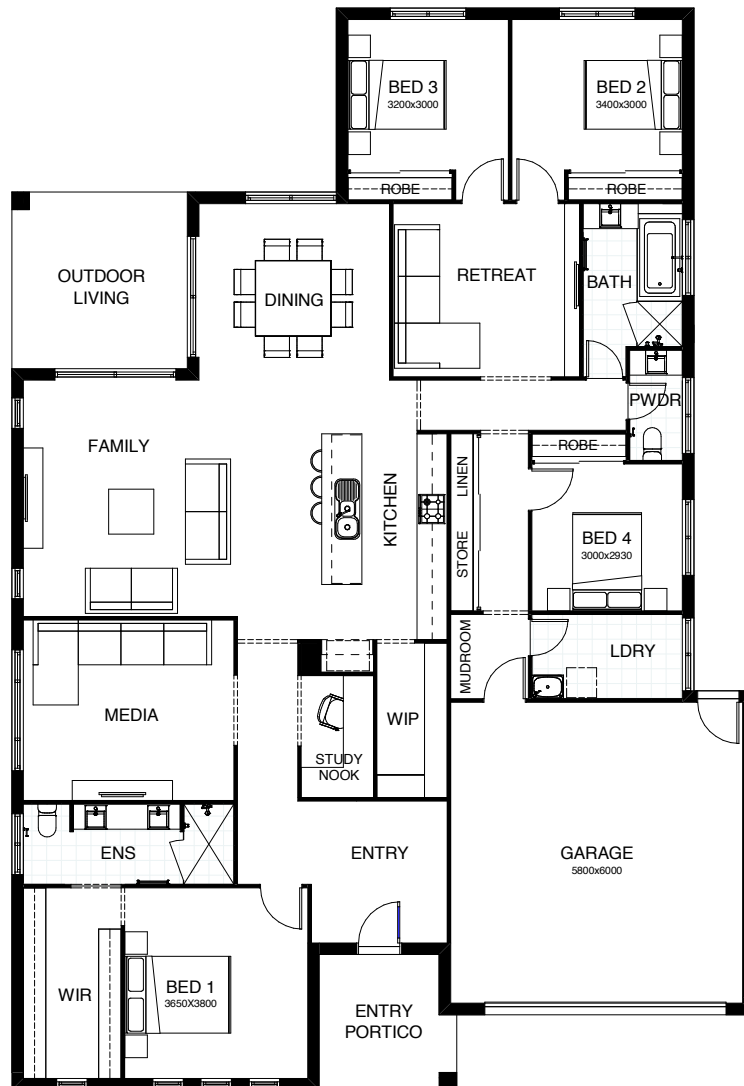 BED 3
3200x3000
BED 2
3400x3000
ROBE
ROBE
OUTDOOR
LIVING
DINING
RETREAT
BATH
PWDR
FAMILY
KITCHEN
LINEN
STORE
ROBE
BED 4
3000x2930
MUDROOM
LDRY
MEDIA
WIP
STUDY
NOOK
ENS
ENTRY
GARAGE
5800x6000
WIR
BED 1
3650X3800
ENTRY
PORTICO